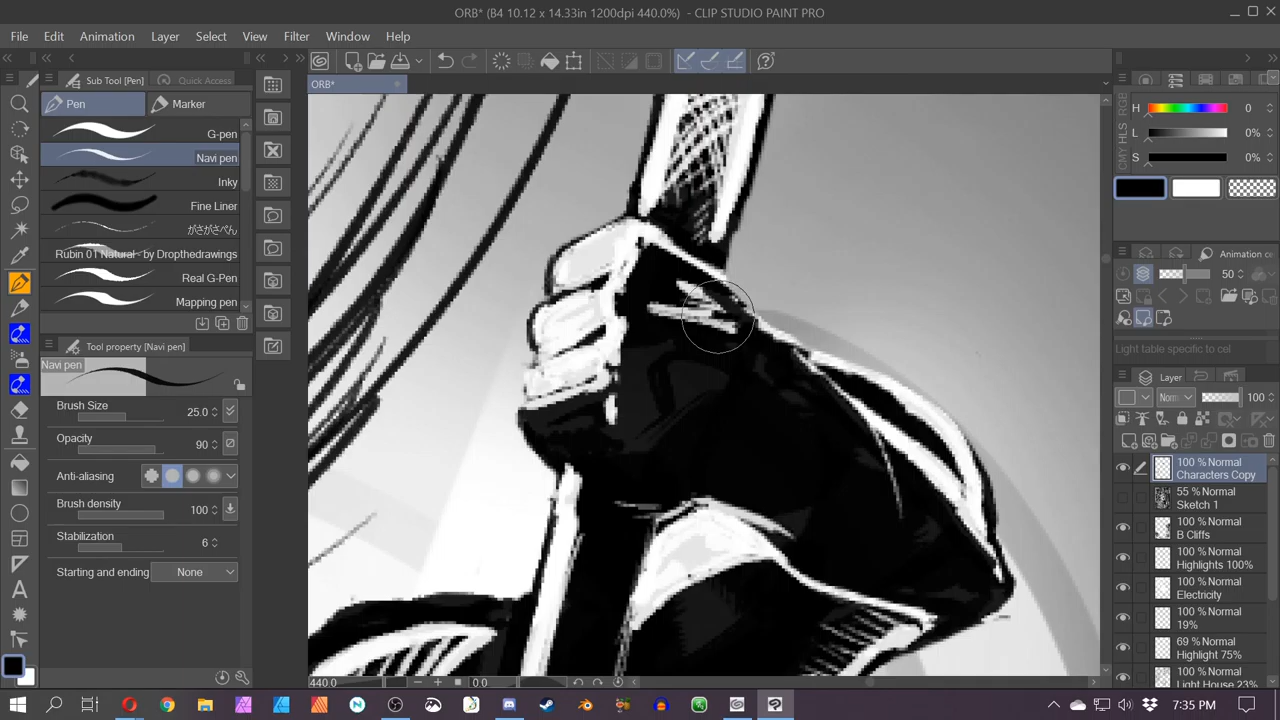 ORB* (B4 10.12 x 14.33in 1200dpi 440.0%) - CLIP STUDIO PAINT PRO
File Edit Animation Layer Select View Filter Window Help
Sub Tool [Pen] Quick Access
ORB*
Pen Marker
G-pen
Navi pen
Inky
Fine Liner
がさがさぺん
Rubin 01 Natural by Dropthedrawings
Real G-Pen
Mapping pen
Tool property [Navi pen]
Navi pen
Brush Size 25.0
Opacity 90
Anti-aliasing
Brush density 100
Stabilization 6
Starting and ending None
RGB
HLS
CMY
H 0
L 0%
S 0%
Animation
50
Light table specific to cel
Layer
Norm 100
100 % Normal
Characters Copy
55 % Normal
Sketch 1
100 % Normal
B Cliffs
100 % Normal
Highlights 100%
100 % Normal
Electricity
100 % Normal
19%
69 % Normal
Highlight 75%
100 % Normal
Light House 23%
440.0 0.0
7:35 PM